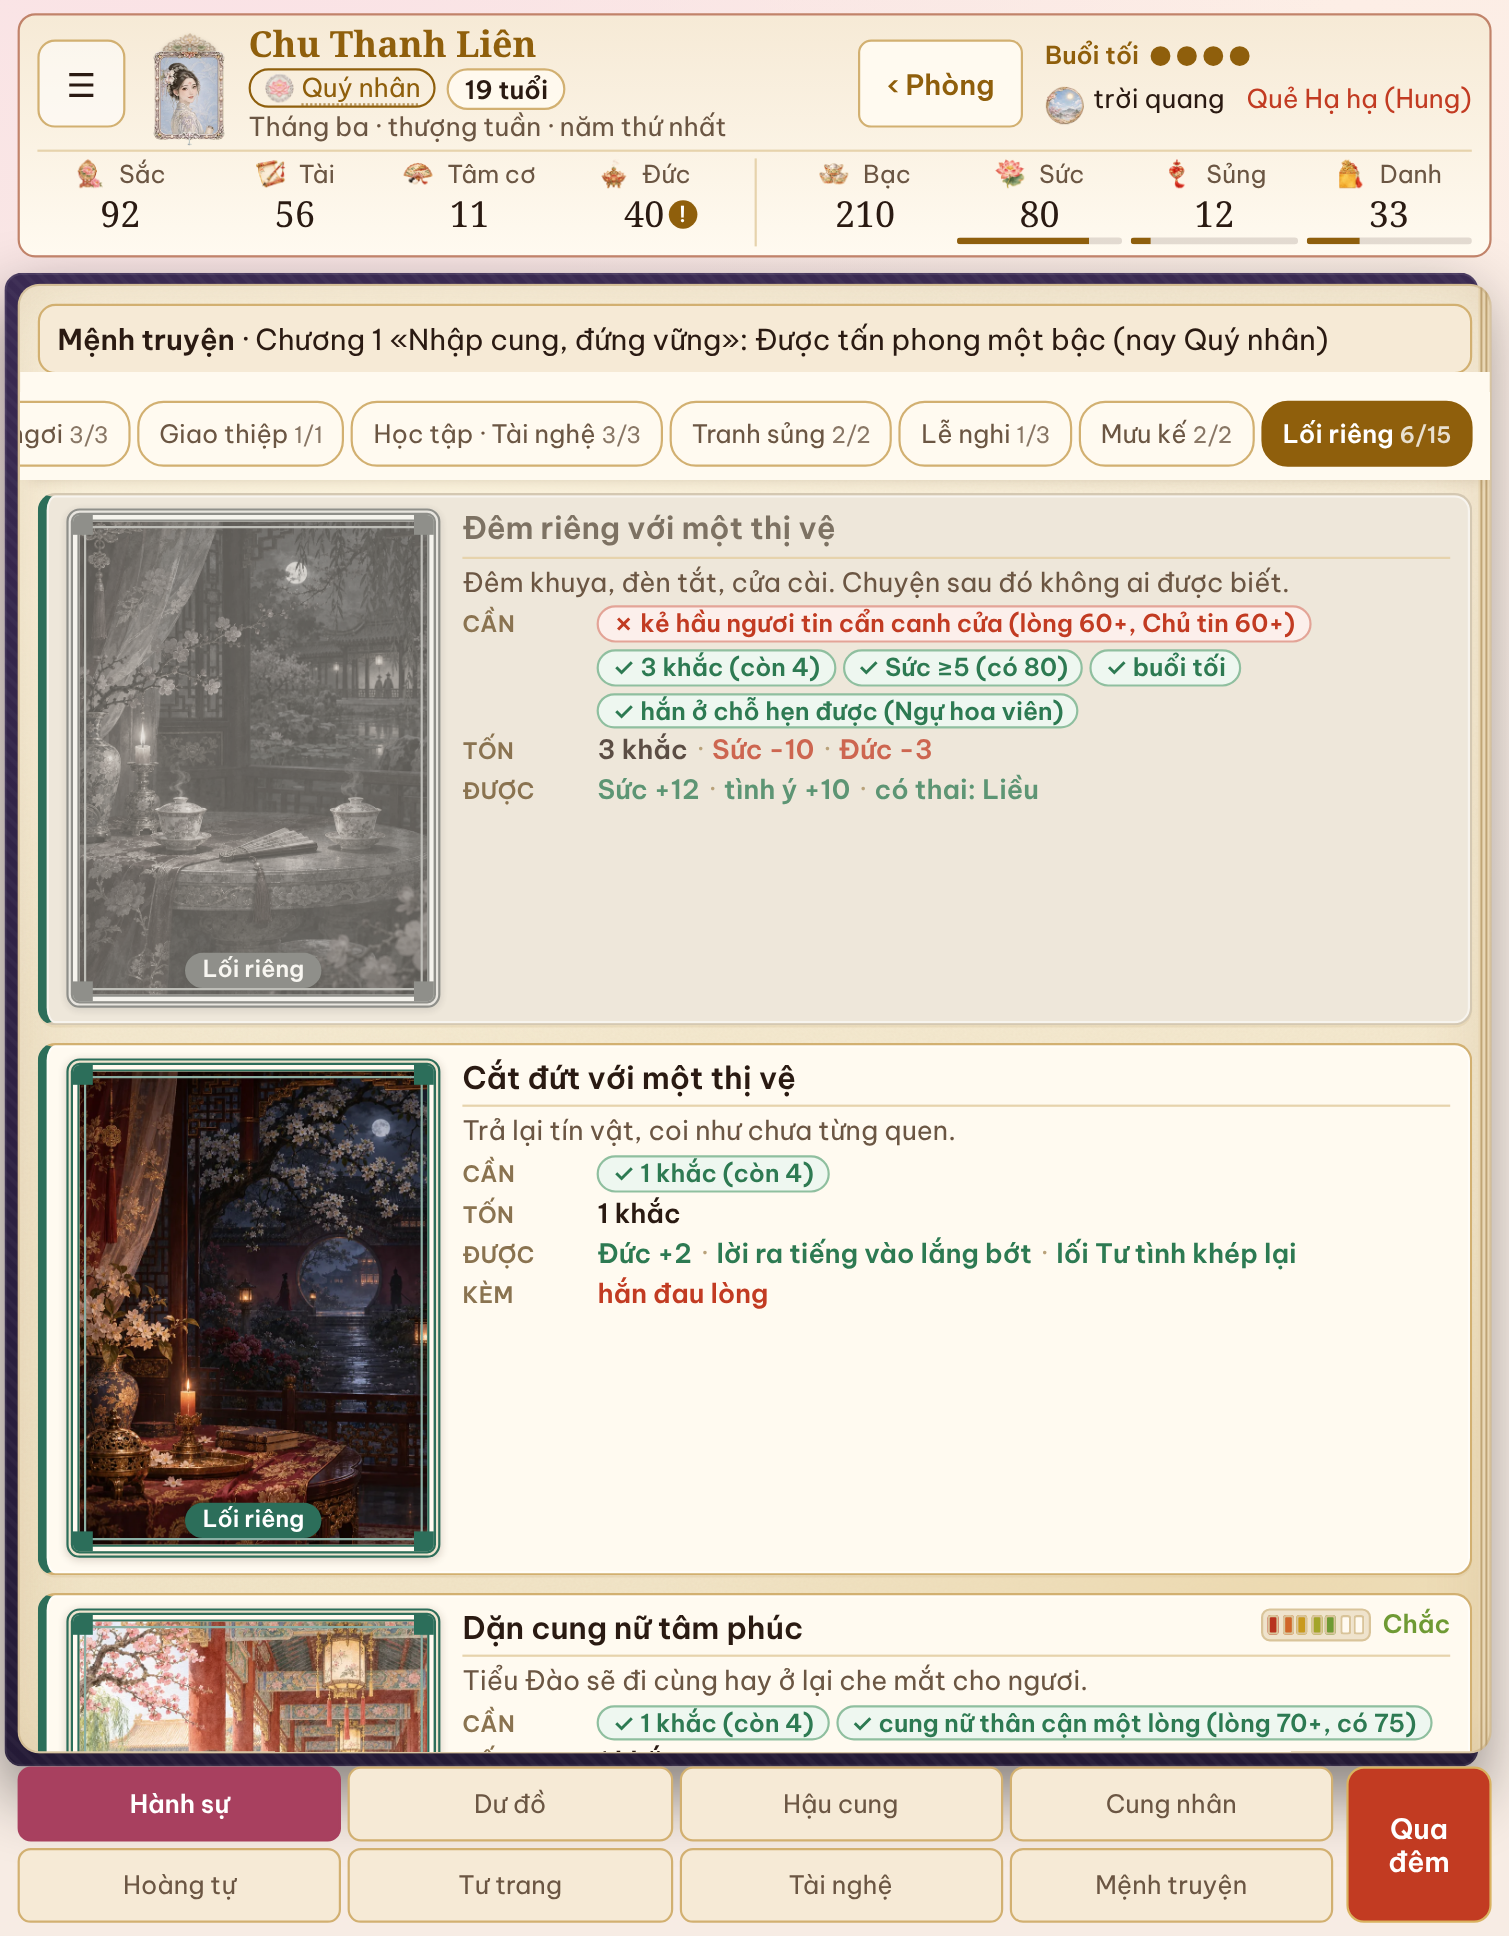 ☰
Chu Thanh Liên
Quý nhân 19 tuổi
Tháng ba · thượng tuần · năm thứ nhất
‹ Phòng
Buổi tối
trời quang Quẻ Hạ hạ (Hung)
Sắc Tài Tâm cơ Đức Bạc Sức Sủng Danh
92 56 11 40 ! 210 80 12 33
Mệnh truyện · Chương 1 «Nhập cung, đứng vững»: Được tấn phong một bậc (nay Quý nhân)
ngơi 3/3 Giao thiệp 1/1 Học tập · Tài nghệ 3/3 Tranh sủng 2/2 Lễ nghi 1/3 Mưu kế 2/2 Lối riêng 6/15
Đêm riêng với một thị vệ
Đêm khuya, đèn tắt, cửa cài. Chuyện sau đó không ai được biết.
CẦN ✕ kẻ hầu ngươi tin cẩn canh cửa (lòng 60+, Chủ tin 60+)
✓ 3 khắc (còn 4) ✓ Sức ≥5 (có 80) ✓ buổi tối
✓ hắn ở chỗ hẹn được (Ngự hoa viên)
TỐN 3 khắc · Sức −10 · Đức −3
ĐƯỢC Sức +12 · tình ý +10 · có thai: Liều
Lối riêng
Cắt đứt với một thị vệ
Trả lại tín vật, coi như chưa từng quen.
CẦN ✓ 1 khắc (còn 4)
TỐN 1 khắc
ĐƯỢC Đức +2 · lời ra tiếng vào lắng bớt · lối Tư tình khép lại
KÈM hắn đau lòng
Lối riêng
Dặn cung nữ tâm phúc Chắc
Tiểu Đào sẽ đi cùng hay ở lại che mắt cho ngươi.
CẦN ✓ 1 khắc (còn 4) ✓ cung nữ thân cận một lòng (lòng 70+, có 75)
Hành sự Dư đồ Hậu cung Cung nhân Qua đêm
Hoàng tự Tư trang Tài nghệ Mệnh truyện